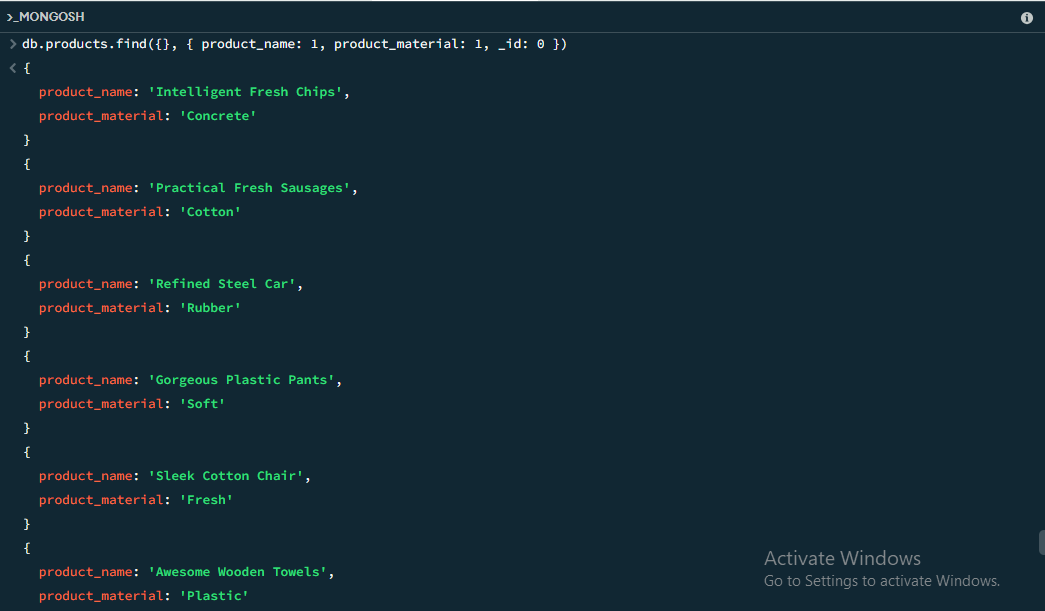 >_MONGOSH
> db.products.find({}, { product_name: 1, product_material: 1, _id: 0 })
< {
product_name: 'Intelligent Fresh Chips',
product_material: 'Concrete'
}
{
product_name: 'Practical Fresh Sausages',
product_material: 'Cotton'
}
{
product_name: 'Refined Steel Car',
product_material: 'Rubber'
}
{
product_name: 'Gorgeous Plastic Pants',
product_material: 'Soft'
}
{
product_name: 'Sleek Cotton Chair',
product_material: 'Fresh'
}
{
product_name: 'Awesome Wooden Towels',
product_material: 'Plastic'
Activate Windows
Go to Settings to activate Windows.